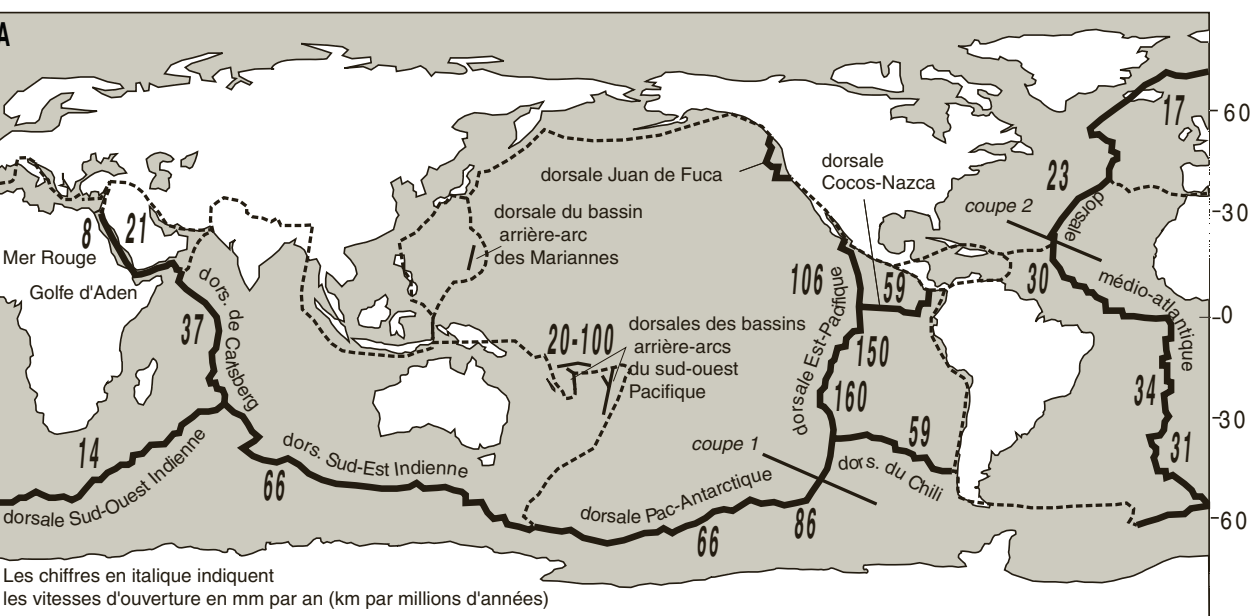 A
60
17
dorsale
Cocos-Nazca
dorsale Juan de Fuca
23
coupe 2
dorsale
médio-atlantique
30
dorsale du bassin
arrière-arc
des Mariannes
8
21
30
Mer Rouge
Golfe d'Aden
dors. de Carlsberg
37
106
59
0
20-100
dorsales des bassins
arrière-arcs
du sud-ouest
Pacifique
dorsale Est-Pacifique
150
160
34
30
59
31
coupe 1
14
dorsale Sud-Ouest Indienne
dors. Sud-Est Indienne
66
dors. du Chili
dorsale Pac-Antarctique
86
66
60
Les chiffres en italique indiquent
les vitesses d'ouverture en mm par an (km par millions d'années)